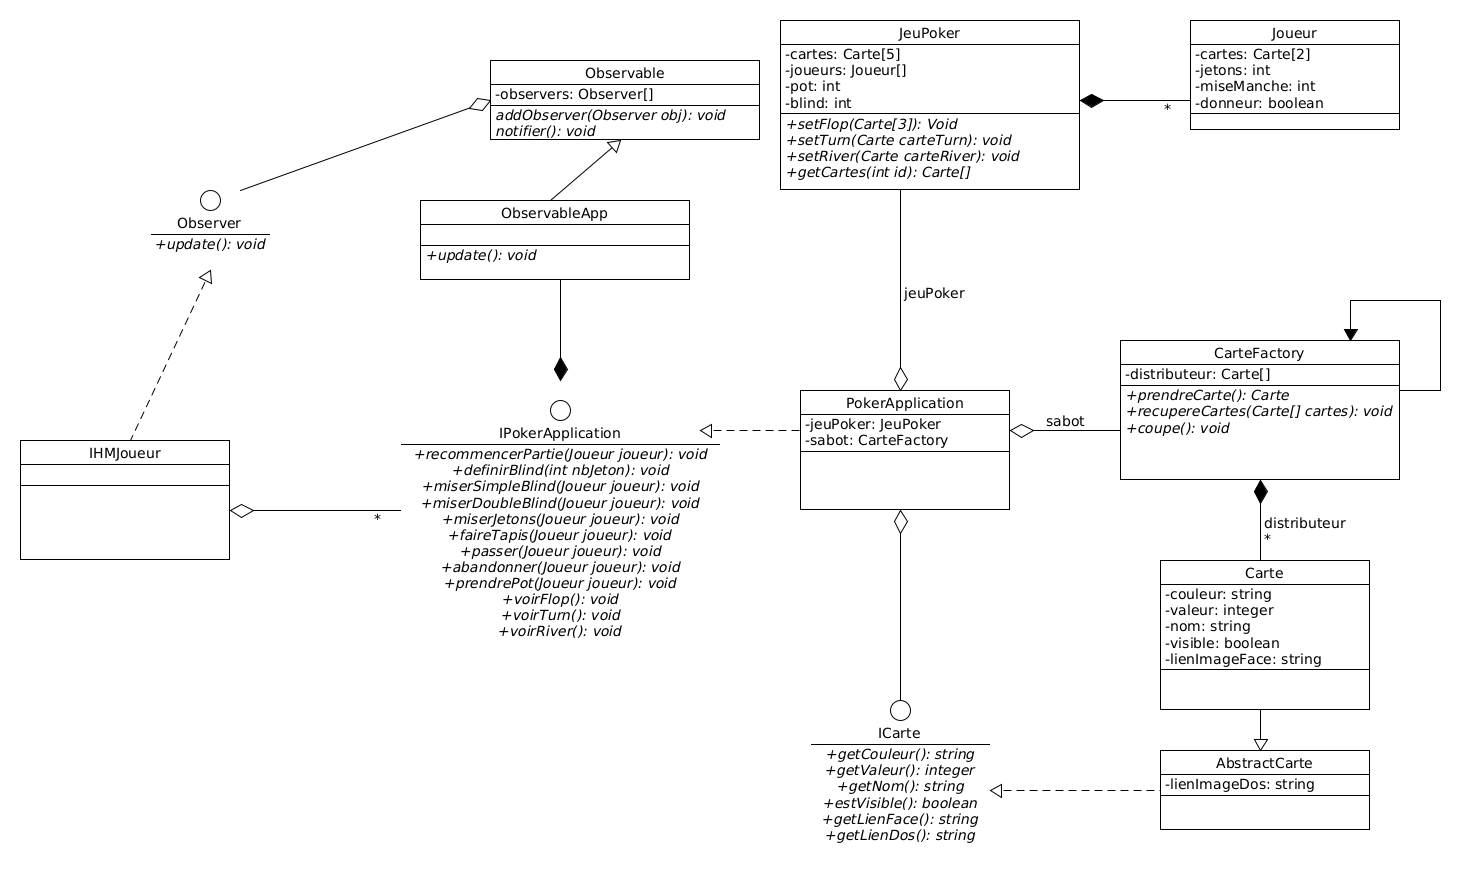 JeuPoker
-cartes: Carte[5]
-joueurs: Joueur[]
-pot: int
-blind: int
+setFlop(Carte[3]): Void
+setTurn(Carte carteTurn): void
+setRiver(Carte carteRiver): void
+getCartes(int id): Carte[]
Joueur
-cartes: Carte[2]
-jetons: int
-miseManche: int
-donneur: boolean
*
Observable
-observers: Observer[]
addObserver(Observer obj): void
notifier(): void
Observer
+update(): void
ObservableApp
+update(): void
jeuPoker
CarteFactory
-distributeur: Carte[]
+prendreCarte(): Carte
+recupereCartes(Carte[] cartes): void
+coupe(): void
PokerApplication
-jeuPoker: JeuPoker
-sabot: CarteFactory
sabot
IPokerApplication
+recommencerPartie(Joueur joueur): void
+definirBlind(int nbJeton): void
+miserSimpleBlind(Joueur joueur): void
+miserDoubleBlind(Joueur joueur): void
+miserJetons(Joueur joueur): void
+faireTapis(Joueur joueur): void
+passer(Joueur joueur): void
+abandonner(Joueur joueur): void
+prendrePot(Joueur joueur): void
+voirFlop(): void
+voirTurn(): void
+voirRiver(): void
IHMJoueur
*
distributeur
*
Carte
-couleur: string
-valeur: integer
-nom: string
-visible: boolean
-lienImageFace: string
ICarte
+getCouleur(): string
+getValeur(): integer
+getNom(): string
+estVisible(): boolean
+getLienFace(): string
+getLienDos(): string
AbstractCarte
-lienImageDos: string